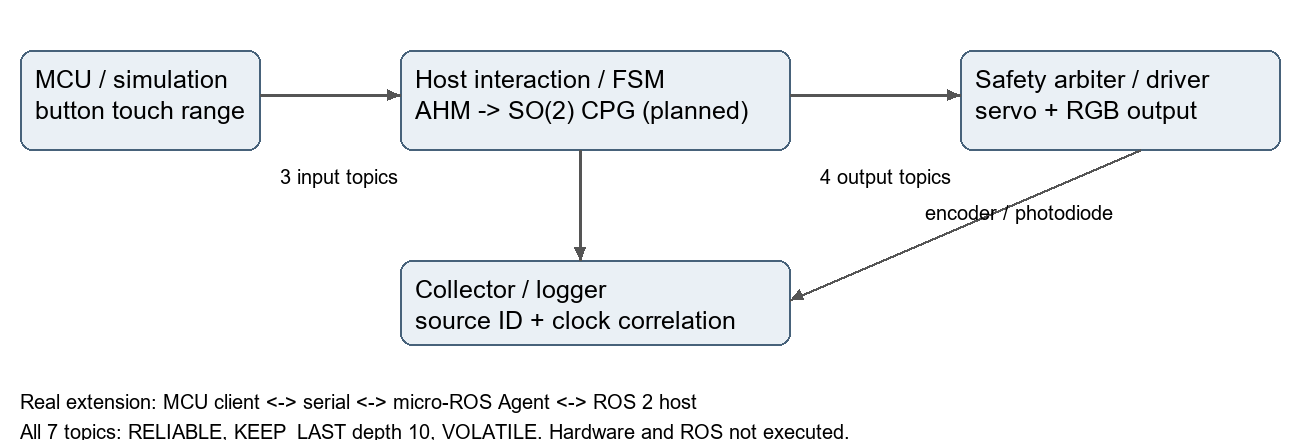 MCU / simulation
button touch range
Host interaction / FSM
AHM -> SO(2) CPG (planned)
Safety arbiter / driver
servo + RGB output
3 input topics
4 output topics
encoder / photodiode
Collector / logger
source ID + clock correlation
Real extension: MCU client <-> serial <-> micro-ROS Agent <-> ROS 2 host
All 7 topics: RELIABLE, KEEP_LAST depth 10, VOLATILE. Hardware and ROS not executed.